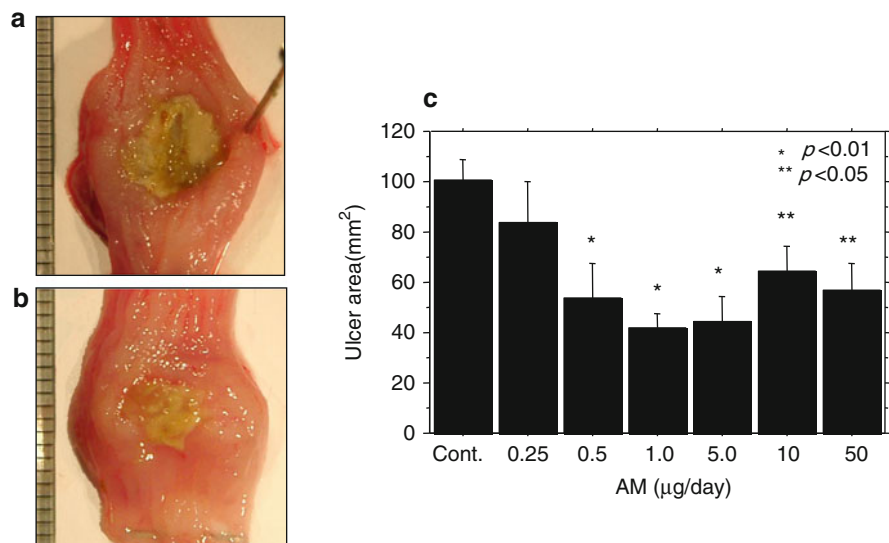 a
b
c
* p<0.01
** p<0.05
120
100
80
60
40
20
0
Ulcer area(mm²)
*
*
*
**
**
Cont. 0.25 0.5 1.0 5.0 10 50
AM (μg/day)